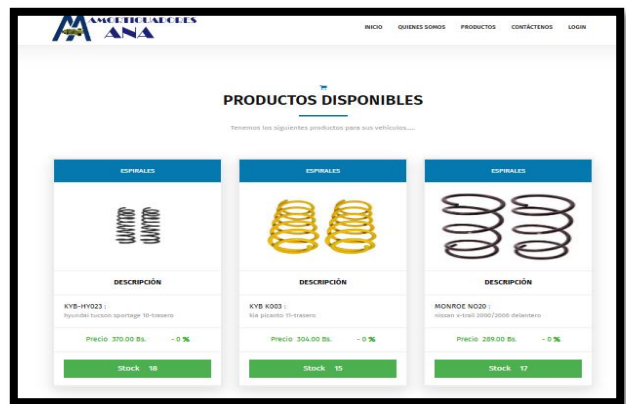 AMORTIGUADORES
ANA
INICIO QUIENES SOMOS PRODUCTOS CONTÁCTENOS LOGIN
PRODUCTOS DISPONIBLES
Tenemos los siguientes productos para sus vehículos....
ESPIRALES
DESCRIPCIÓN
KYB-HY023 :
hyundai tucson sportage 10-trasero
Precio 370.00 Bs. - 0 %
Stock 18
ESPIRALES
DESCRIPCIÓN
KYB K003 :
kia picanto 11-trasero
Precio 304.00 Bs. - 0 %
Stock 15
ESPIRALES
DESCRIPCIÓN
MONROE NO20 :
nissan x-trail 2000/2006 delantero
Precio 289.00 Bs. - 0 %
Stock 17